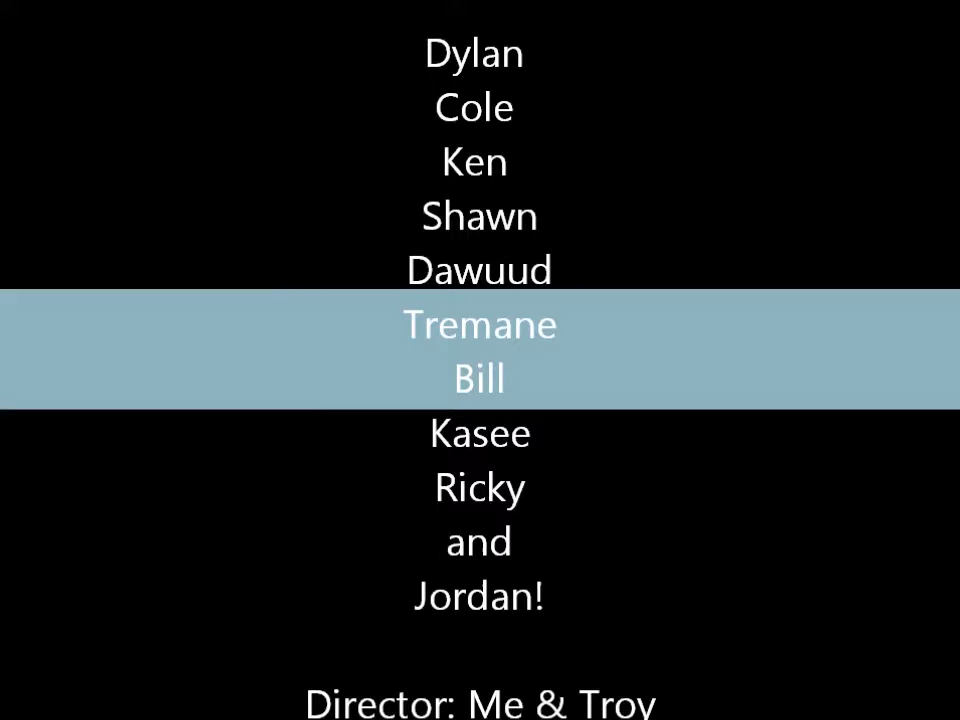 Dylan
Cole
Ken
Shawn
Dawuud
Tremane
Bill
Kasee
Ricky
and
Jordan!
Director: Me & Troy